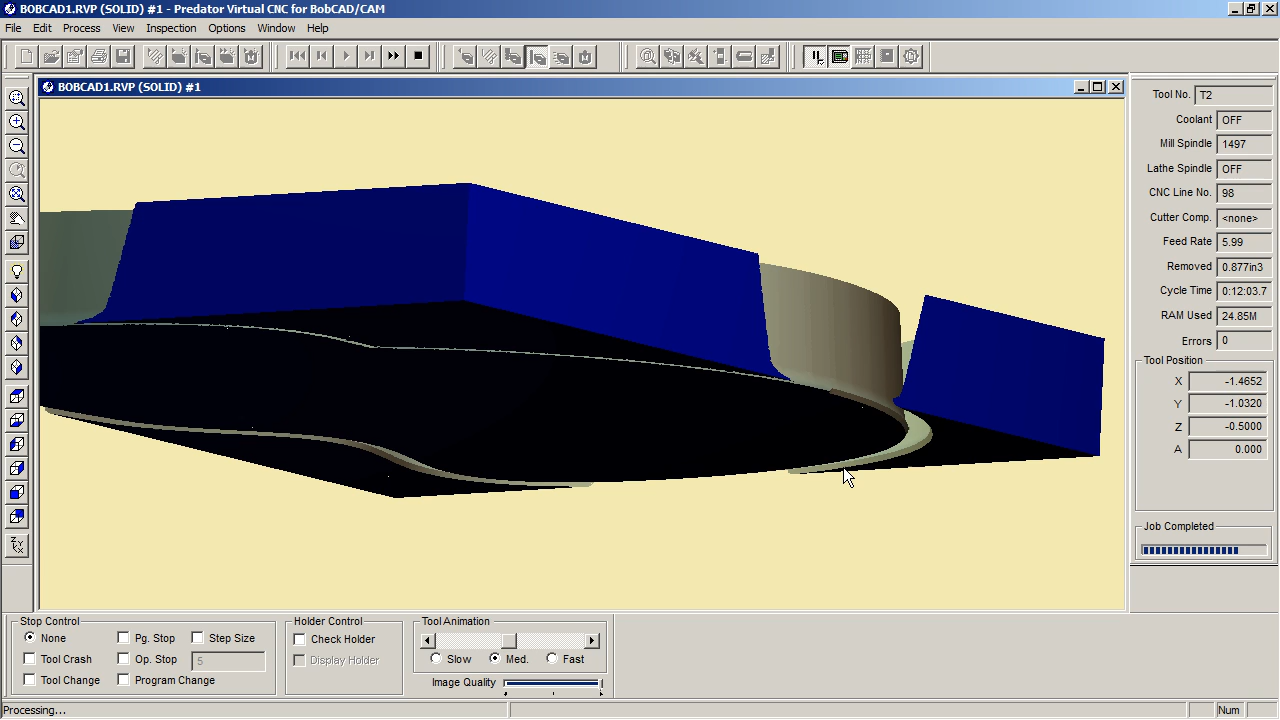 BOBCAD1.RVP (SOLID) #1 - Predator Virtual CNC for BobCAD/CAM
File Edit Process View Inspection Options Window Help
BOBCAD1.RVP (SOLID) #1
Tool No. T2
Coolant OFF
Mill Spindle 1497
Lathe Spindle OFF
CNC Line No. 98
Cutter Comp. <none>
Feed Rate 5.99
Removed 0.877in3
Cycle Time 0:12:03.7
RAM Used 24.85M
Errors 0
Tool Position
X -1.4652
Y -1.0320
Z -0.5000
A 0.000
Job Completed
Stop Control
None Pg. Stop Step Size
Tool Crash Op. Stop 5
Tool Change Program Change
Holder Control
Check Holder
Display Holder
Tool Animation
Slow Med. Fast
Image Quality
Processing... Num